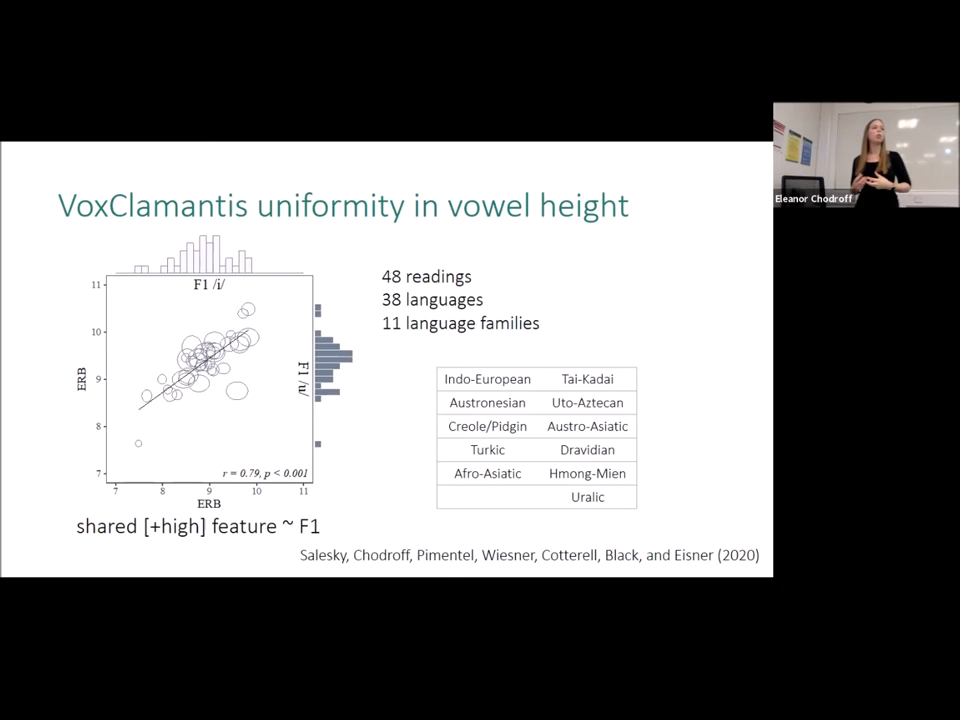 Eleanor Chodroff
VoxClamantis uniformity in vowel height
F1 /i/
11
10
9
8
7
ERB
F1 /u/
r = 0.79, p < 0.001
7 8 9 10 11
ERB
shared [+high] feature ~ F1
48 readings
38 languages
11 language families
Indo-European Tai-Kadai
Austronesian Uto-Aztecan
Creole/Pidgin Austro-Asiatic
Turkic Dravidian
Afro-Asiatic Hmong-Mien
Uralic
Salesky, Chodroff, Pimentel, Wiesner, Cotterell, Black, and Eisner (2020)